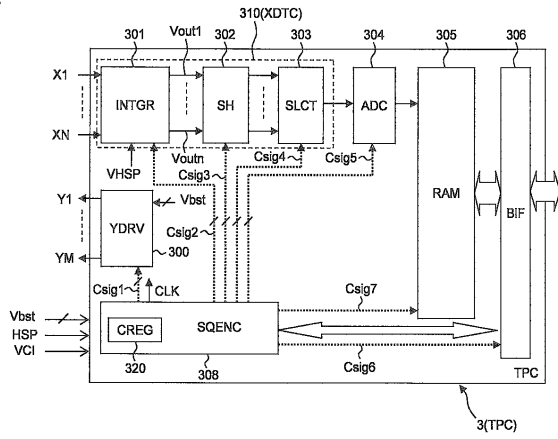 310(XDTC)
301 Vout1 302 303 304 305 306
X1
XN
INTGR
SH
SLCT
ADC
RAM
BIF
Voutn
VHSP
Csig3
Csig4
Csig5
Csig2
Y1
YM
YDRV
Vbst
300
Csig1
CLK
Csig7
Vbst
HSP
VCI
CREG
SQENC
320
308
Csig6
TPC
3(TPC)